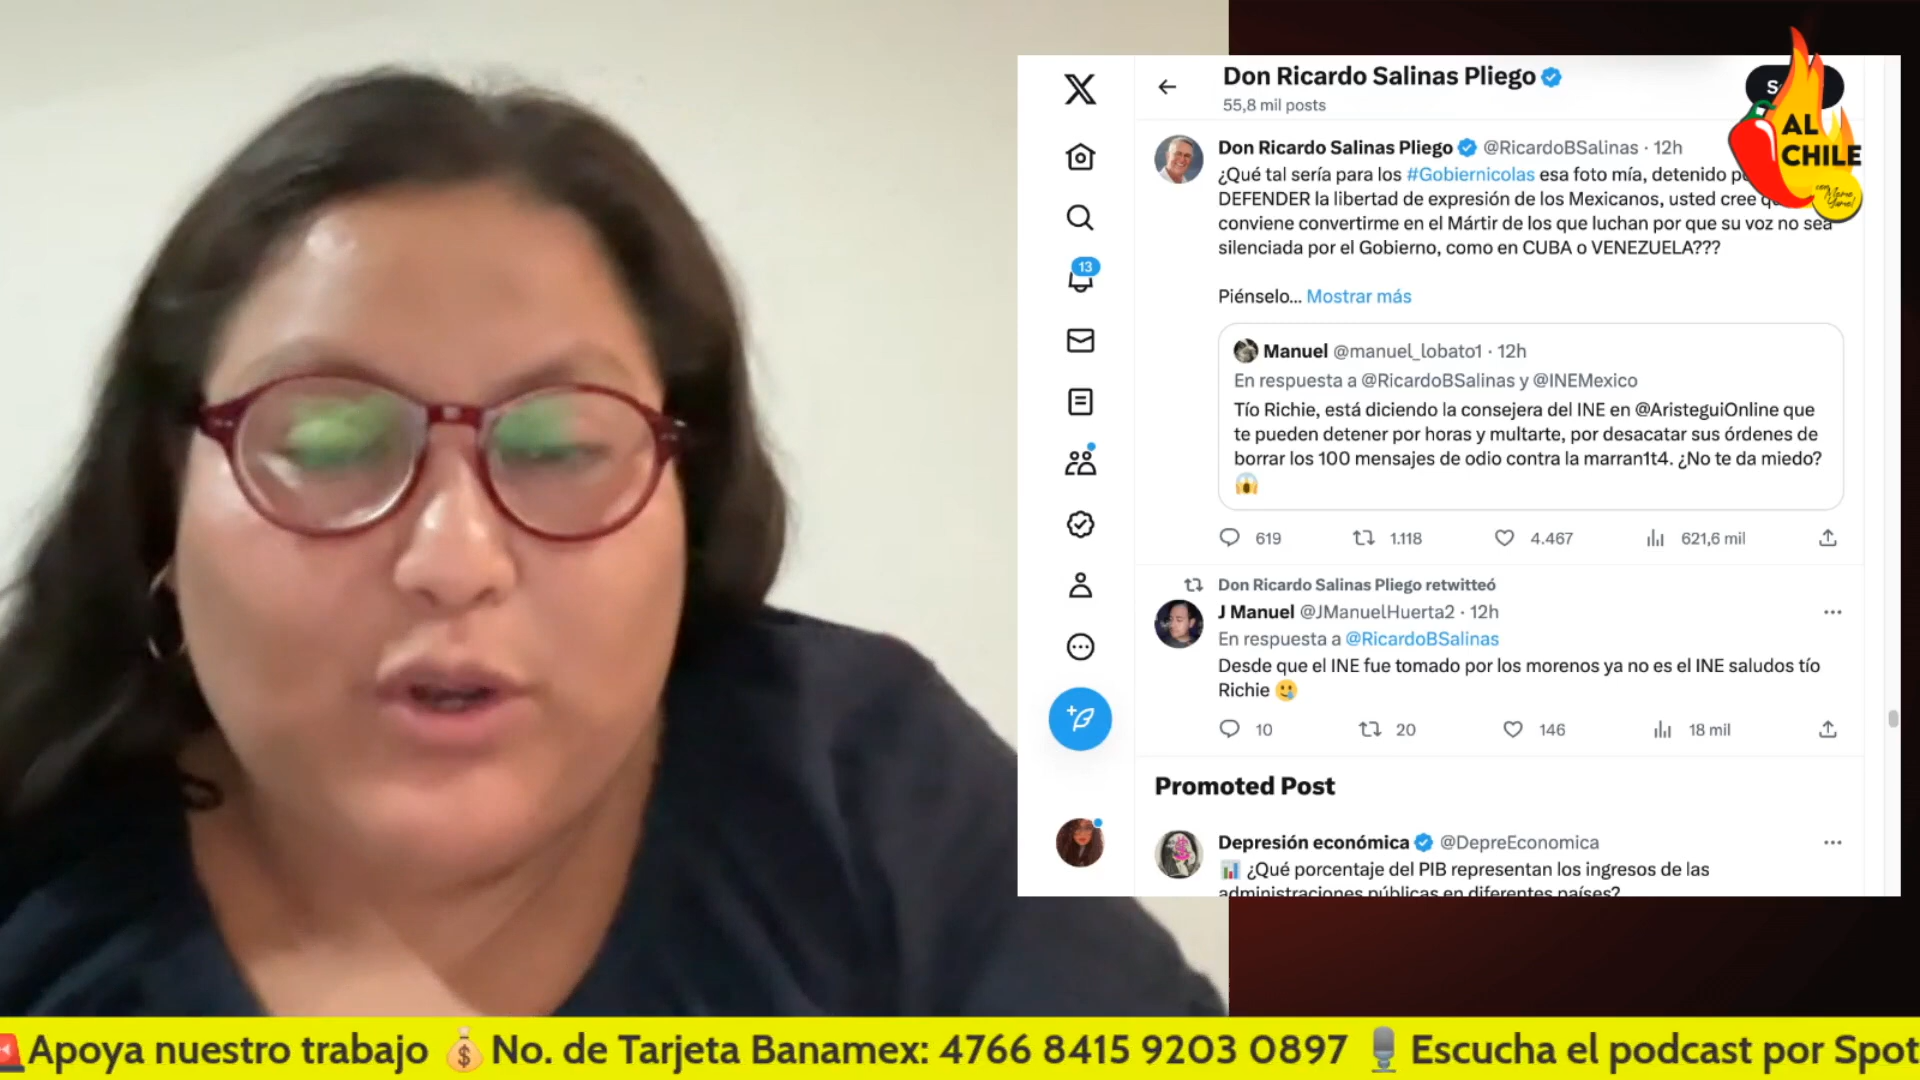 Don Ricardo Salinas Pliego
55,8 mil posts
Don Ricardo Salinas Pliego @RicardoBSalinas · 12h
¿Qué tal sería para los #Gobiernicolas esa foto mía, detenido
DEFENDER la libertad de expresión de los Mexicanos, usted cree
conviene convertirme en el Mártir de los que luchan por que su voz no sea
silenciada por el Gobierno, como en CUBA o VENEZUELA???
Piénselo... Mostrar más
13
Manuel @manuel_lobato1 · 12h
En respuesta a @RicardoBSalinas y @INEMexico
Tío Richie, está diciendo la consejera del INE en @AristeguiOnline que
te pueden detener por horas y multarte, por desacatar sus órdenes de
borrar los 100 mensajes de odio contra la marran1t4. ¿No te da miedo?
😱
619 1.118 4.467 621,6 mil
Don Ricardo Salinas Pliego retwitteó
J Manuel @JManuelHuerta2 · 12h
En respuesta a @RicardoBSalinas
Desde que el INE fue tomado por los morenos ya no es el INE saludos tío
Richie 🥲
10 20 146 18 mil
Promoted Post
Depresión económica @DepreEconomica
📊 ¿Qué porcentaje del PIB representan los ingresos de las
administraciones públicas en diferentes países?
AL
CHILE
🚨Apoya nuestro trabajo 💰No. de Tarjeta Banamex: 4766 8415 9203 0897 🎙️Escucha el podcast por Spot